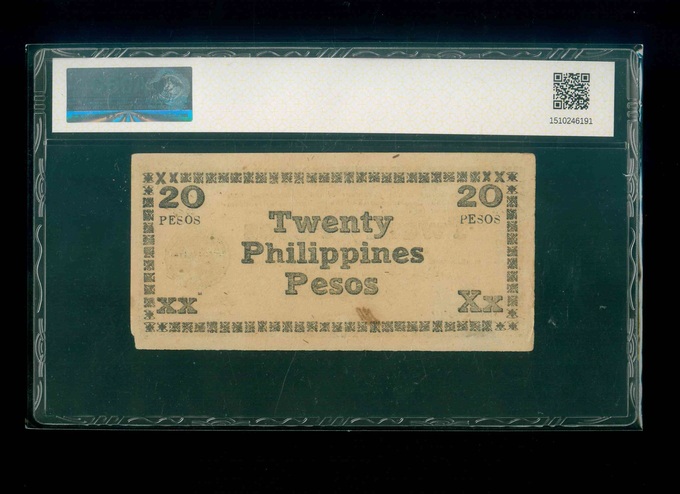 1510246191
X X X X
20 20
PESOS PESOS
Twenty
Philippines
Pesos
XX Xx